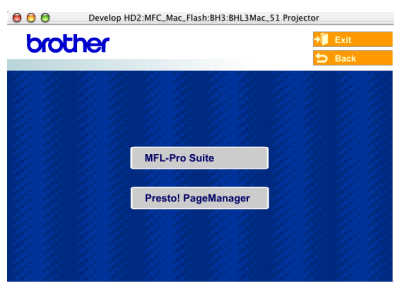 Develop HD2:MFC_Mac_Flash:BH3:BHL3Mac_51 Projector
brother
Exit
Back
MFL-Pro Suite
Presto! PageManager